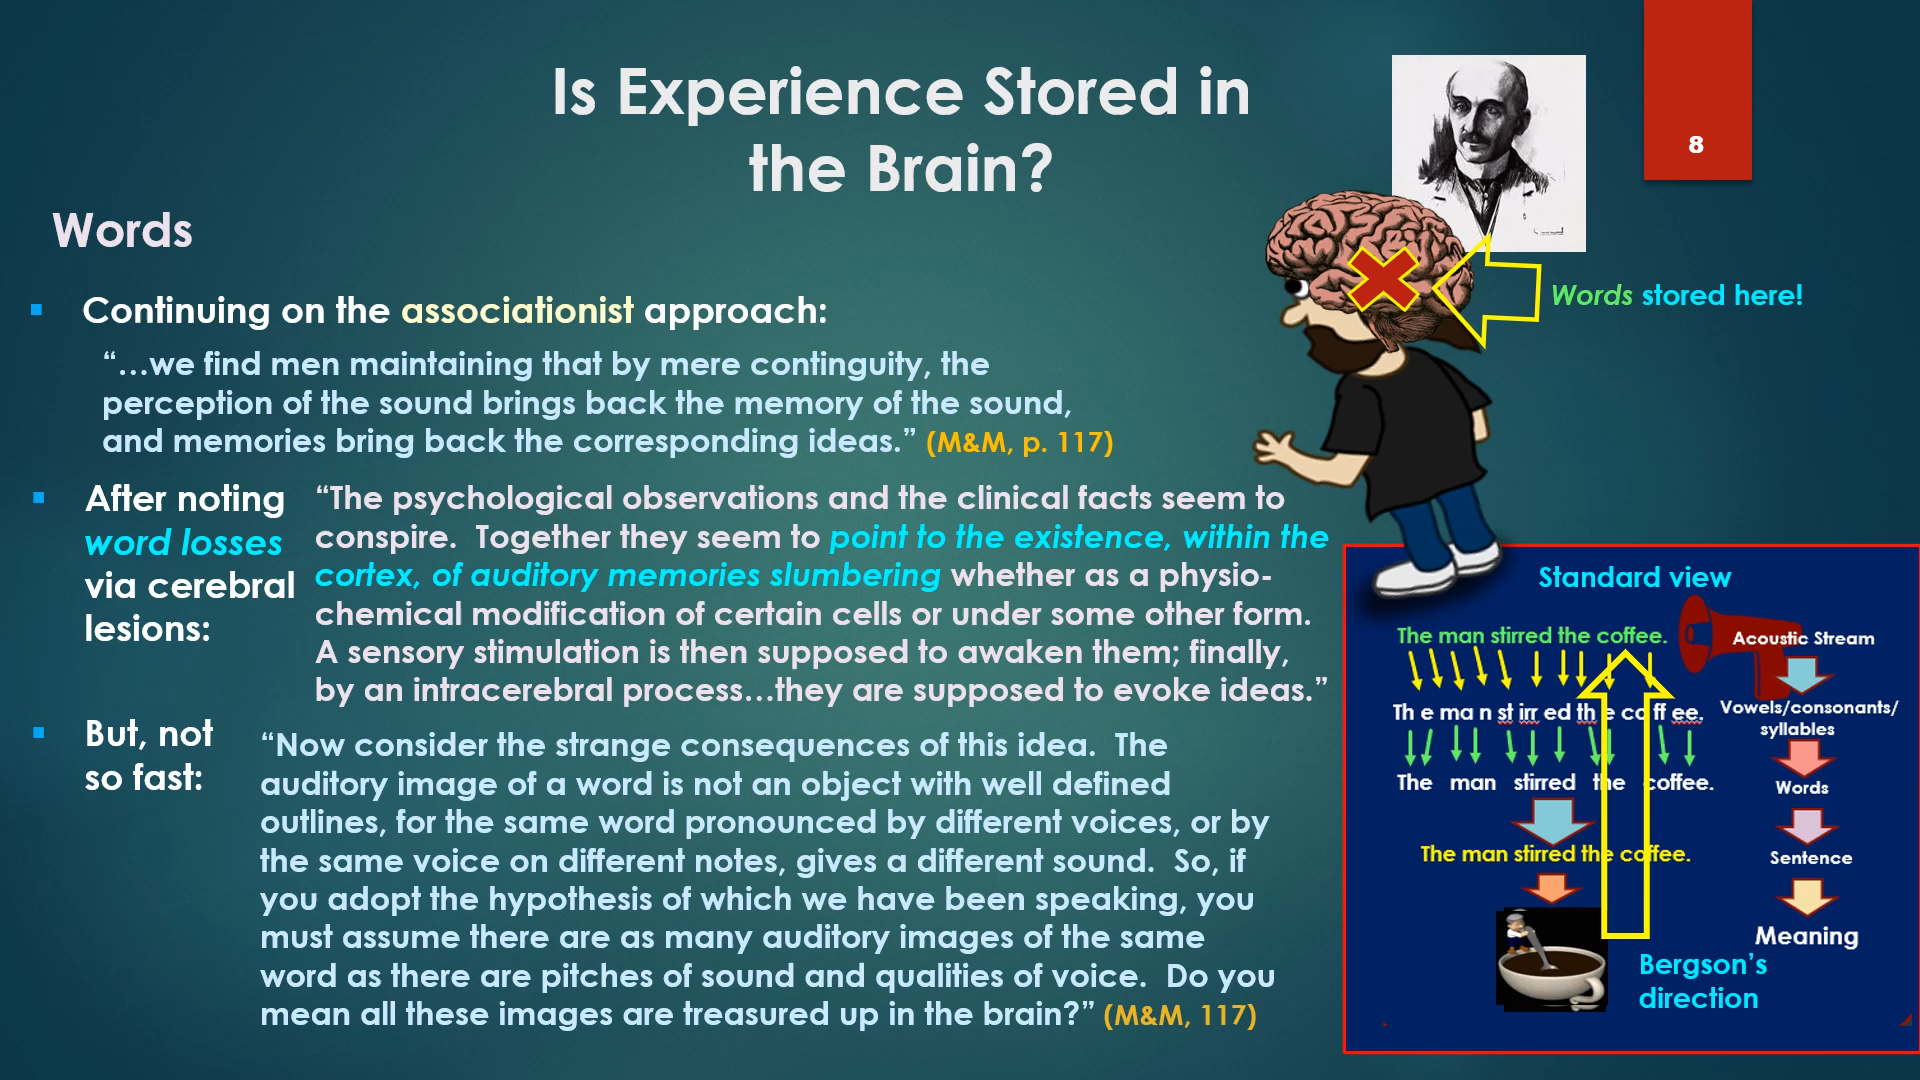 Is Experience Stored in
the Brain?
8
Words
Words stored here!
▪ Continuing on the associationist approach:
“…we find men maintaining that by mere continguity, the
perception of the sound brings back the memory of the sound,
and memories bring back the corresponding ideas.” (M&M, p. 117)
▪ After noting
word losses
via cerebral
lesions:
“The psychological observations and the clinical facts seem to
conspire. Together they seem to point to the existence, within the
cortex, of auditory memories slumbering whether as a physio-
chemical modification of certain cells or under some other form.
A sensory stimulation is then supposed to awaken them; finally,
by an intracerebral process…they are supposed to evoke ideas.”
▪ But, not
so fast:
“Now consider the strange consequences of this idea. The
auditory image of a word is not an object with well defined
outlines, for the same word pronounced by different voices, or by
the same voice on different notes, gives a different sound. So, if
you adopt the hypothesis of which we have been speaking, you
must assume there are as many auditory images of the same
word as there are pitches of sound and qualities of voice. Do you
mean all these images are treasured up in the brain?” (M&M, 117)
Standard view
The man stirred the coffee.
Th e ma n st irr ed th e co ff ee.
The man stirred the coffee.
The man stirred the coffee.
Acoustic Stream
Vowels/consonants/
syllables
Words
Sentence
Meaning
Bergson’s
direction